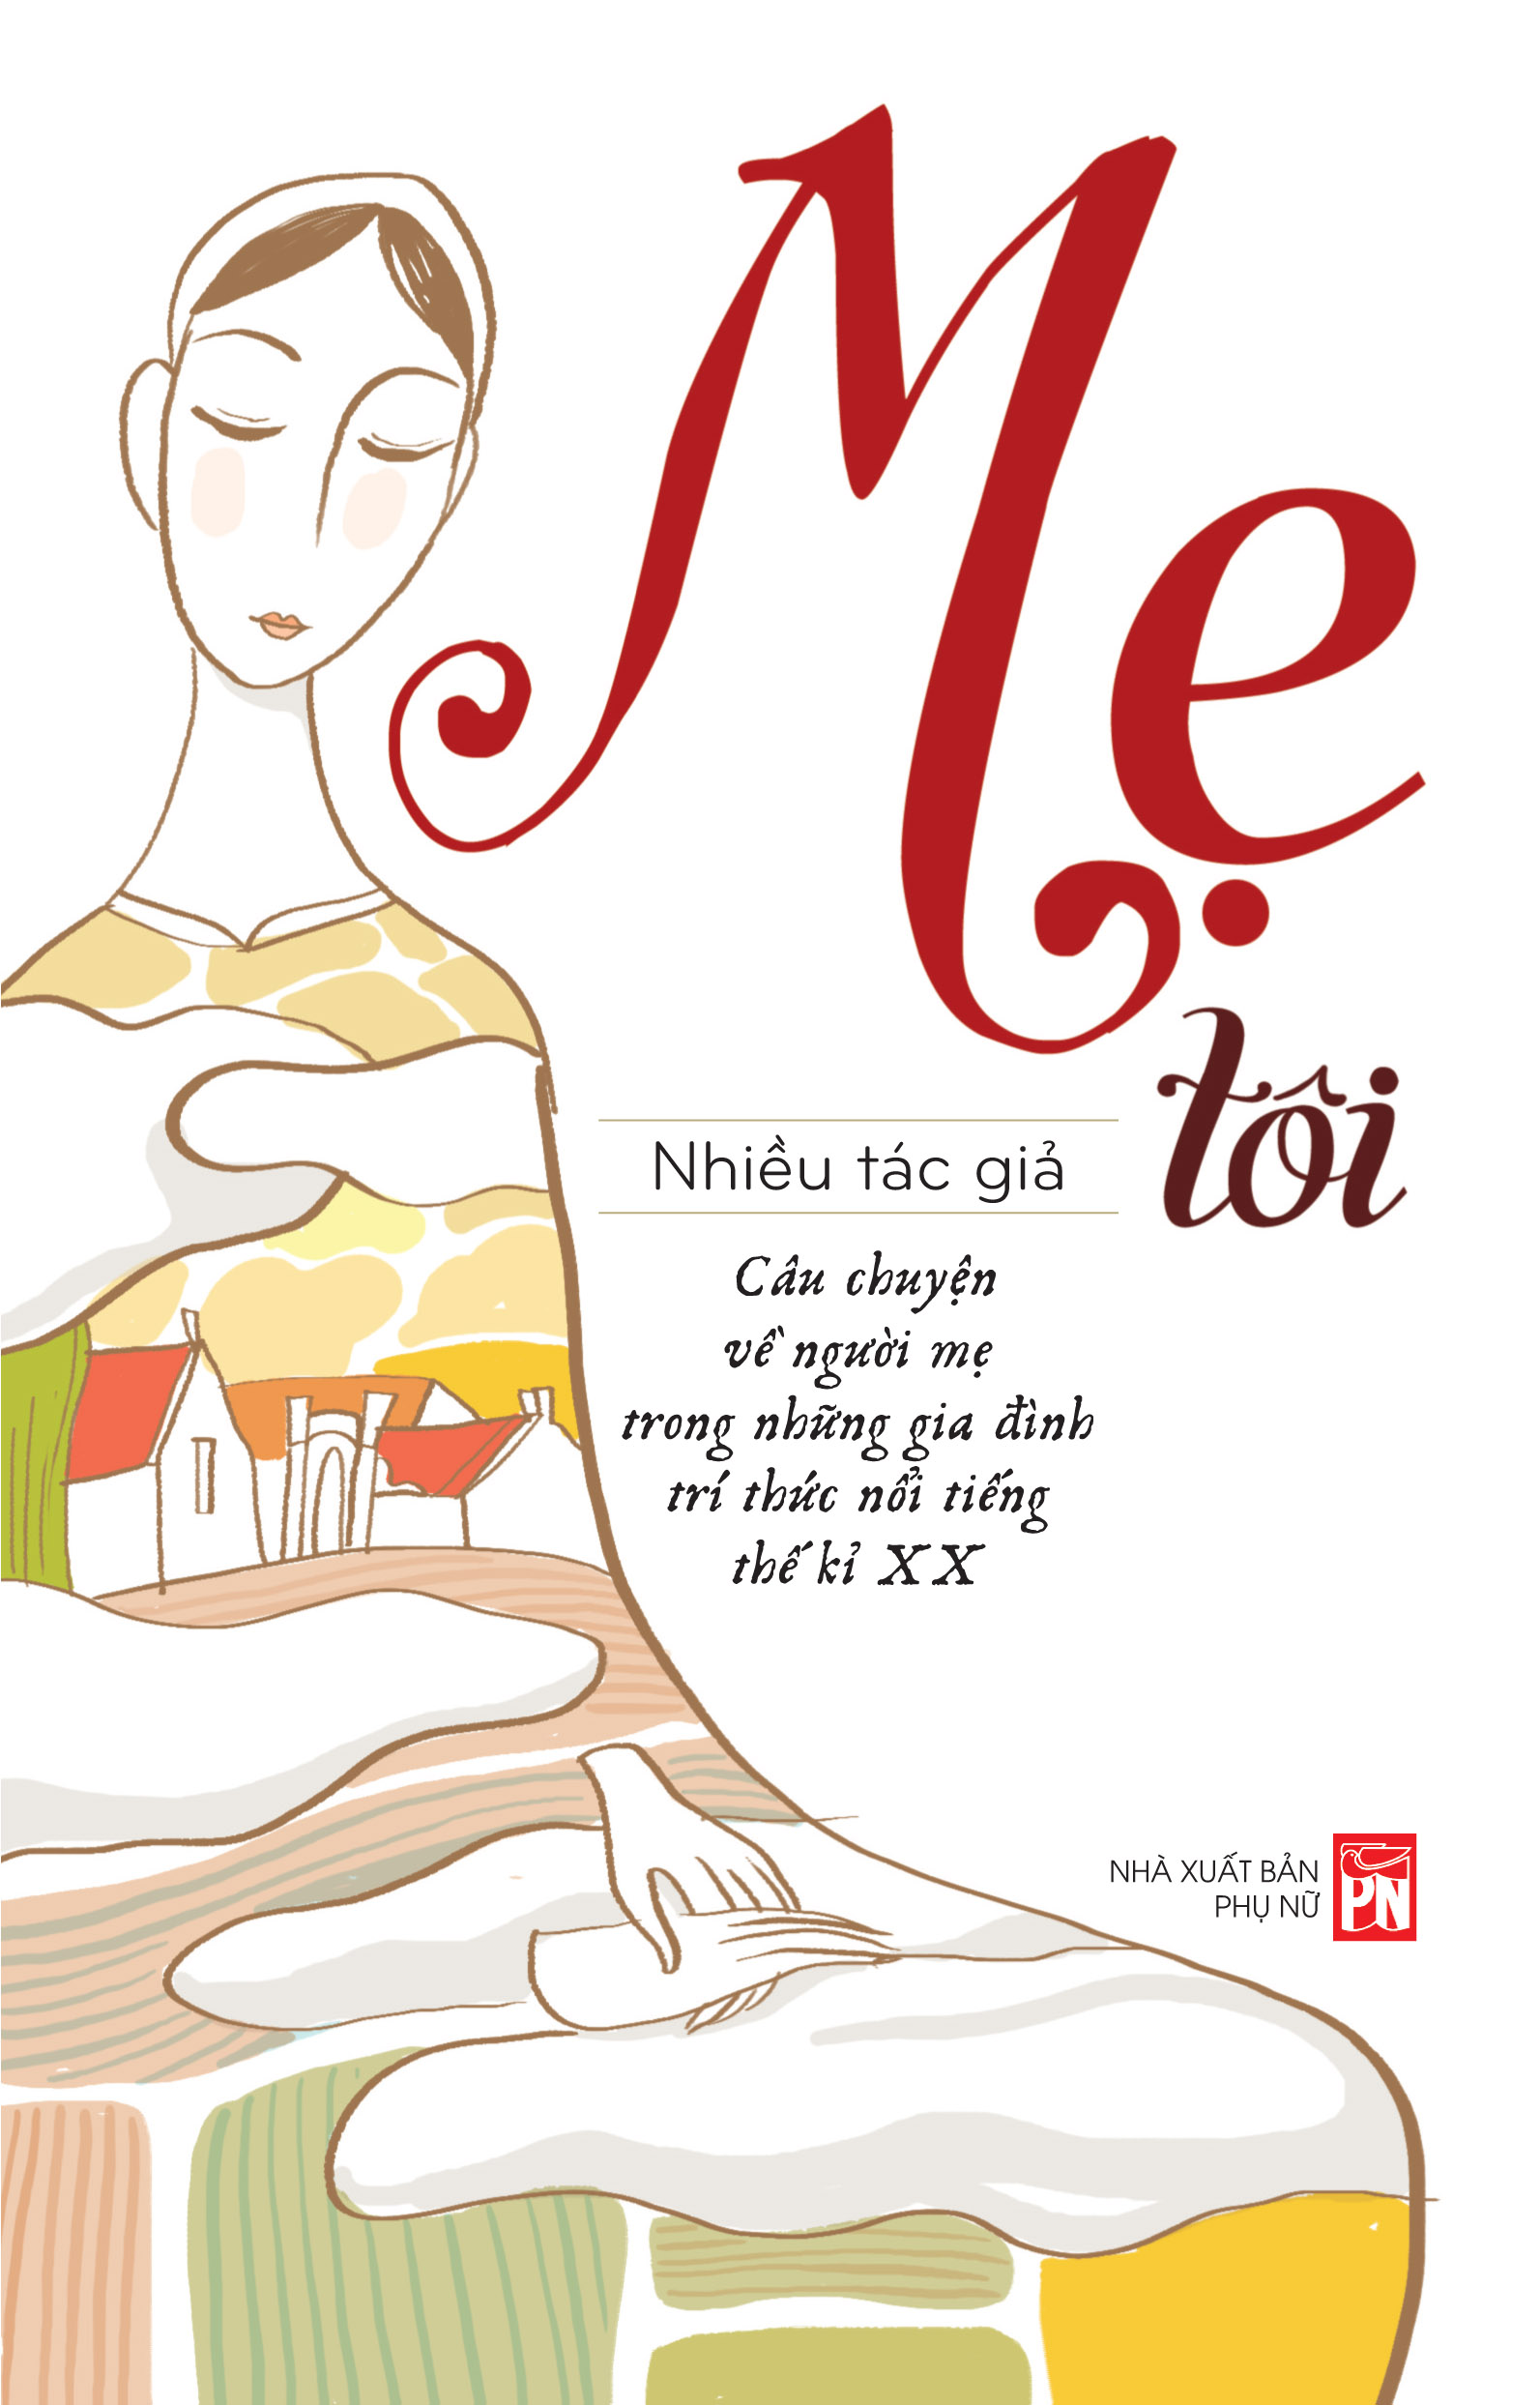 Mẹ
tôi
Nhiều tác giả
Câu chuyện
về người mẹ
trong những gia đình
trí thức nổi tiếng
thế kỉ XX
NHÀ XUẤT BẢN
PHỤ NỮ
PN